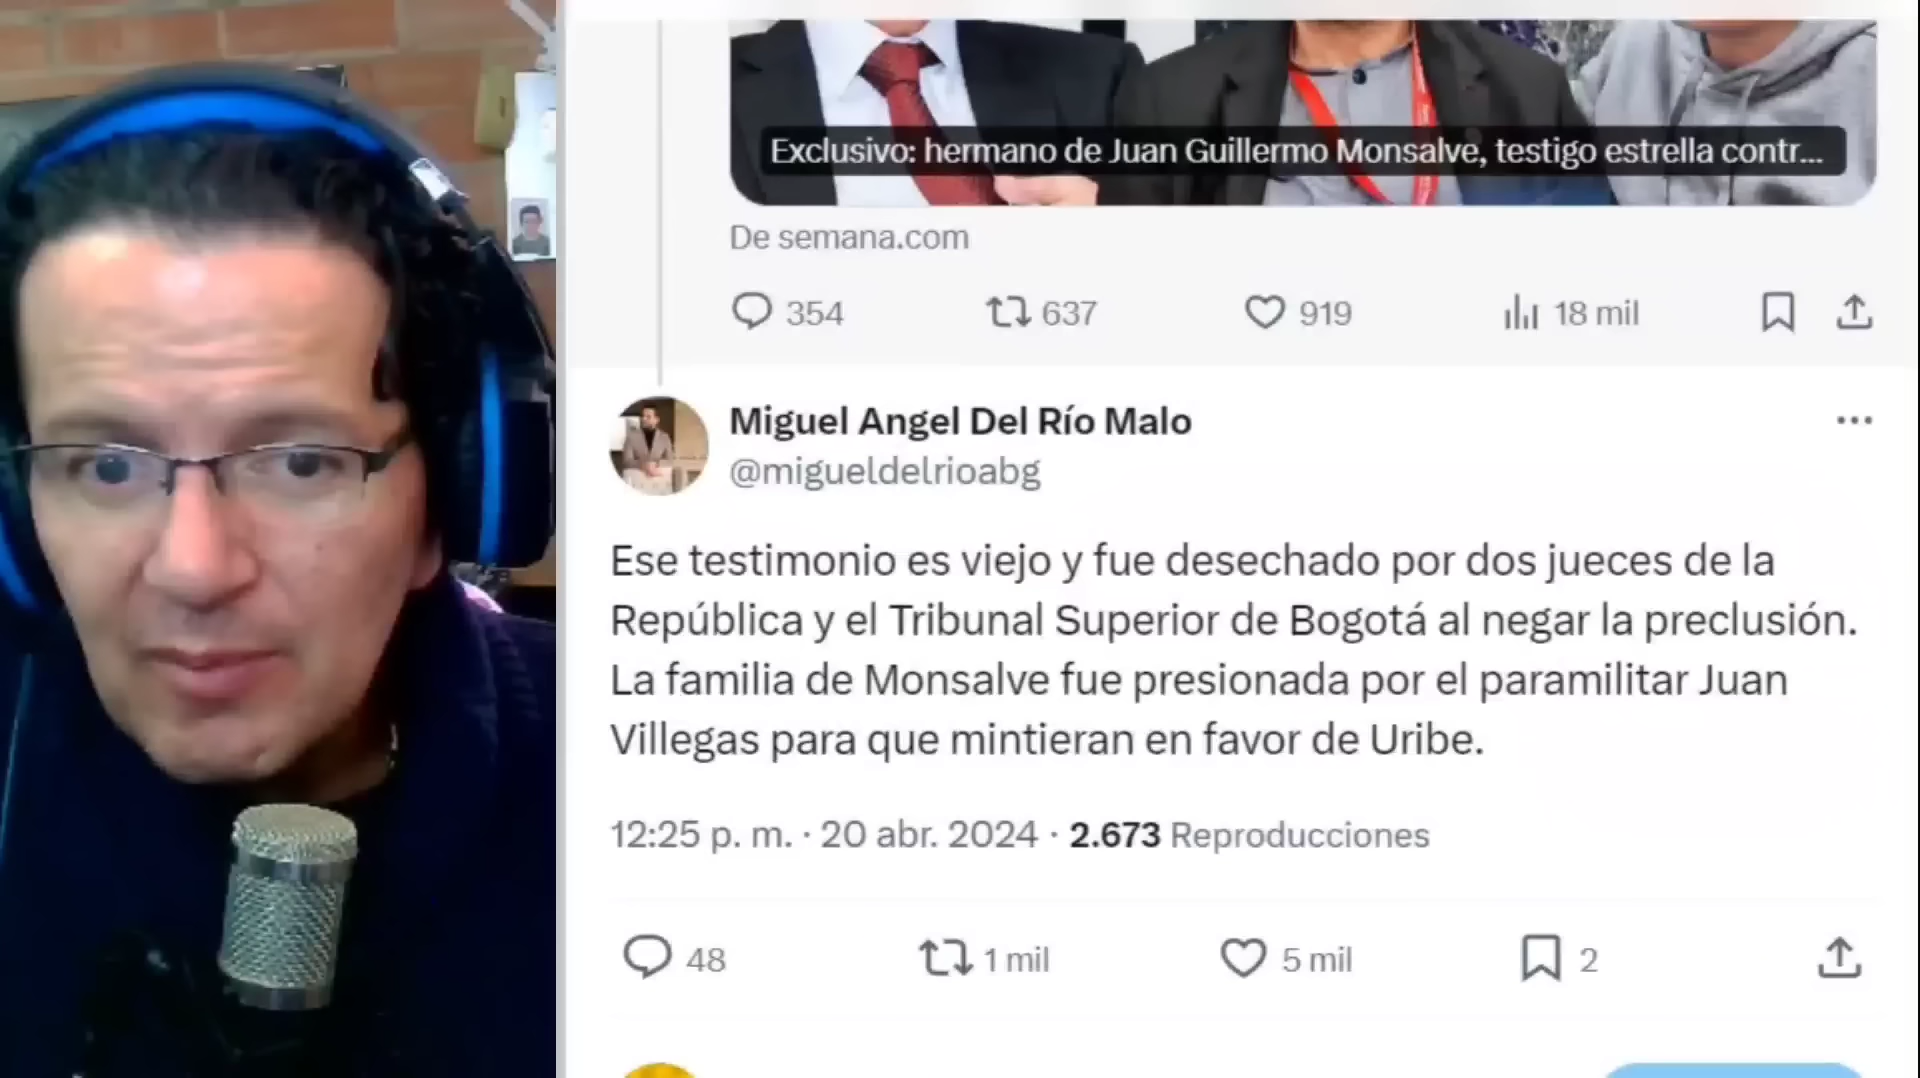 Exclusivo: hermano de Juan Guillermo Monsalve, testigo estrella contr...
De semana.com
354 637 919 18 mil
Miguel Angel Del Río Malo
@migueldelrioabg
Ese testimonio es viejo y fue desechado por dos jueces de la
República y el Tribunal Superior de Bogotá al negar la preclusión.
La familia de Monsalve fue presionada por el paramilitar Juan
Villegas para que mintieran en favor de Uribe.
12:25 p. m. · 20 abr. 2024 · 2.673 Reproducciones
48 1 mil 5 mil 2